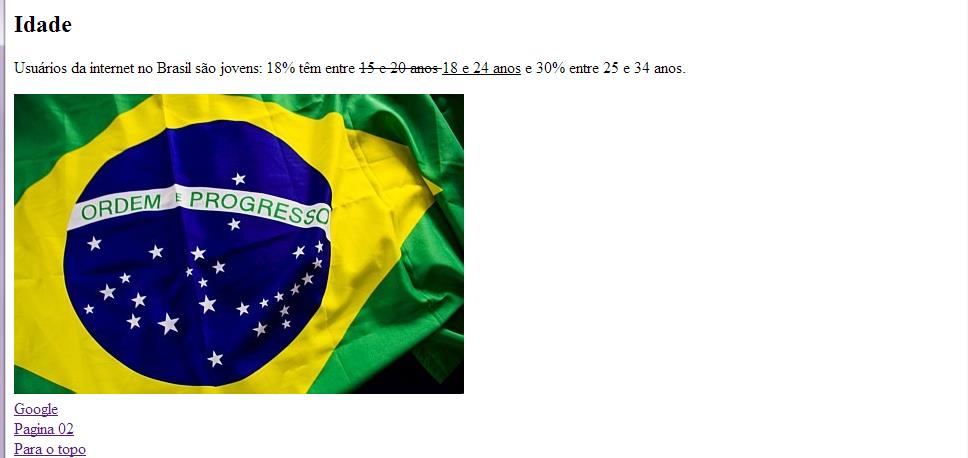 Idade
Usuários da internet no Brasil são jovens: 18% têm entre 15 e 20 anos 18 e 24 anos e 30% entre 25 e 34 anos.
ORDEM E PROGRESSO
Google
Pagina 02
Para o topo